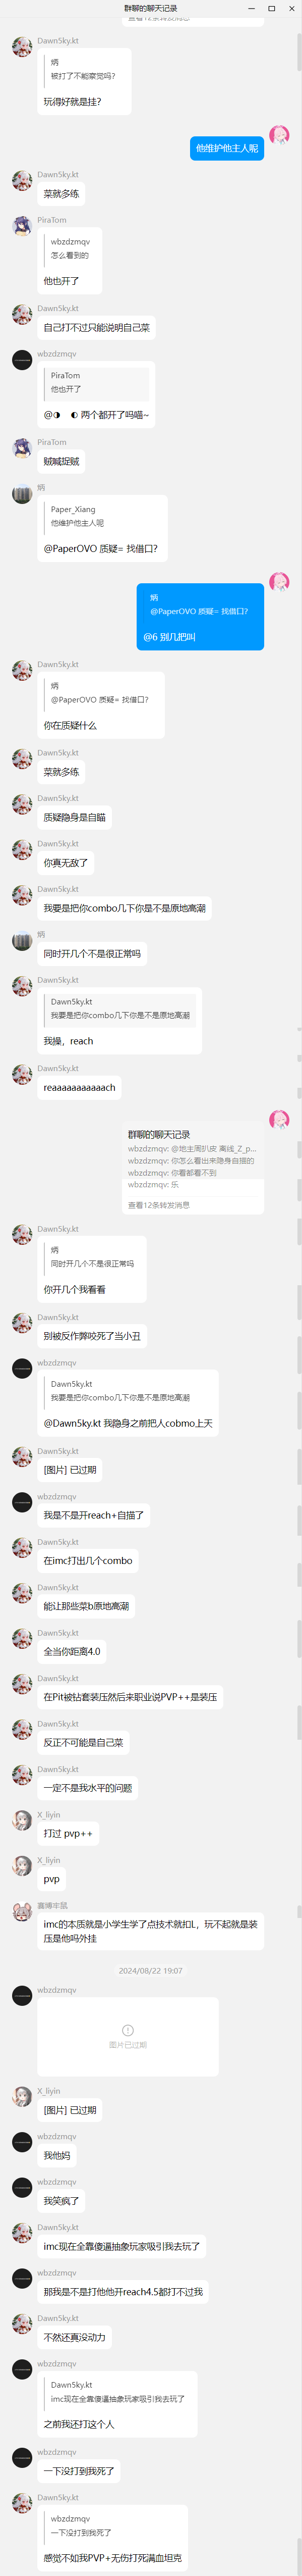 群聊的聊天记录
查看12条转发消息
Dawn5ky.kt
炳
被打了不能窒觉吗?
玩得好就是挂?
他维护他主人呢
Dawn5ky.kt
菜就多练
PiraTom
wbzdzmqv
怎么看到的
他也开了
Dawn5ky.kt
自己打不过只能说明自己菜
wbzdzmqv
PiraTom
他也开了
@◑　◐ 两个都开了吗喵~
PiraTom
贼喊捉贼
炳
Paper_Xiang
他维护他主人呢
@PaperOVO 质疑= 找借口?
炳
@PaperOVO 质疑= 找借口?
@6 别几把叫
Dawn5ky.kt
炳
@PaperOVO 质疑= 找借口?
你在质疑什么
Dawn5ky.kt
菜就多练
Dawn5ky.kt
质疑隐身是自瞄
Dawn5ky.kt
你真无敌了
Dawn5ky.kt
我要是把你combo几下你是不是原地高潮
炳
同时开几个不是很正常吗
Dawn5ky.kt
Dawn5ky.kt
我要是把你combo几下你是不是原地高潮
我操，reach
Dawn5ky.kt
reaaaaaaaaaaaach
群聊的聊天记录
wbzdzmqv: @地主周扒皮 离线_Z_p...
wbzdzmqv: 你怎么看出来隐身自描的
wbzdzmqv: 你看都看不到
wbzdzmqv: 乐
查看12条转发消息
Dawn5ky.kt
炳
同时开几个不是很正常吗
你开几个我看看
Dawn5ky.kt
别被反作弊咬死了当小丑
wbzdzmqv
Dawn5ky.kt
我要是把你combo几下你是不是原地高潮
@Dawn5ky.kt 我隐身之前把人cobmo上天
Dawn5ky.kt
[图片] 已过期
wbzdzmqv
我是不是开reach+自描了
Dawn5ky.kt
在imc打出几个combo
Dawn5ky.kt
能让那些菜b原地高潮
Dawn5ky.kt
全当你距离4.0
Dawn5ky.kt
在Pit被钻套装压然后来职业说PVP++是装压
Dawn5ky.kt
反正不可能是自己菜
Dawn5ky.kt
一定不是我水平的问题
X_liyin
打过 pvp++
X_liyin
pvp
赛博牢鼠
imc的本质就是小学生学了点技术就扣L，玩不起就是装
压是他吗外挂
2024/08/22 19:07
wbzdzmqv
图片已过期
X_liyin
[图片] 已过期
wbzdzmqv
我他妈
wbzdzmqv
我笑疯了
Dawn5ky.kt
imc现在全靠傻逼抽象玩家吸引我去玩了
wbzdzmqv
那我是不是打他他开reach4.5都打不过我
Dawn5ky.kt
不然还真没动力
wbzdzmqv
Dawn5ky.kt
imc现在全靠傻逼抽象玩家吸引我去玩了
之前我还打这个人
wbzdzmqv
一下没打到我死了
Dawn5ky.kt
wbzdzmqv
一下没打到我死了
感觉不如我PVP+无伤打死满血坦克